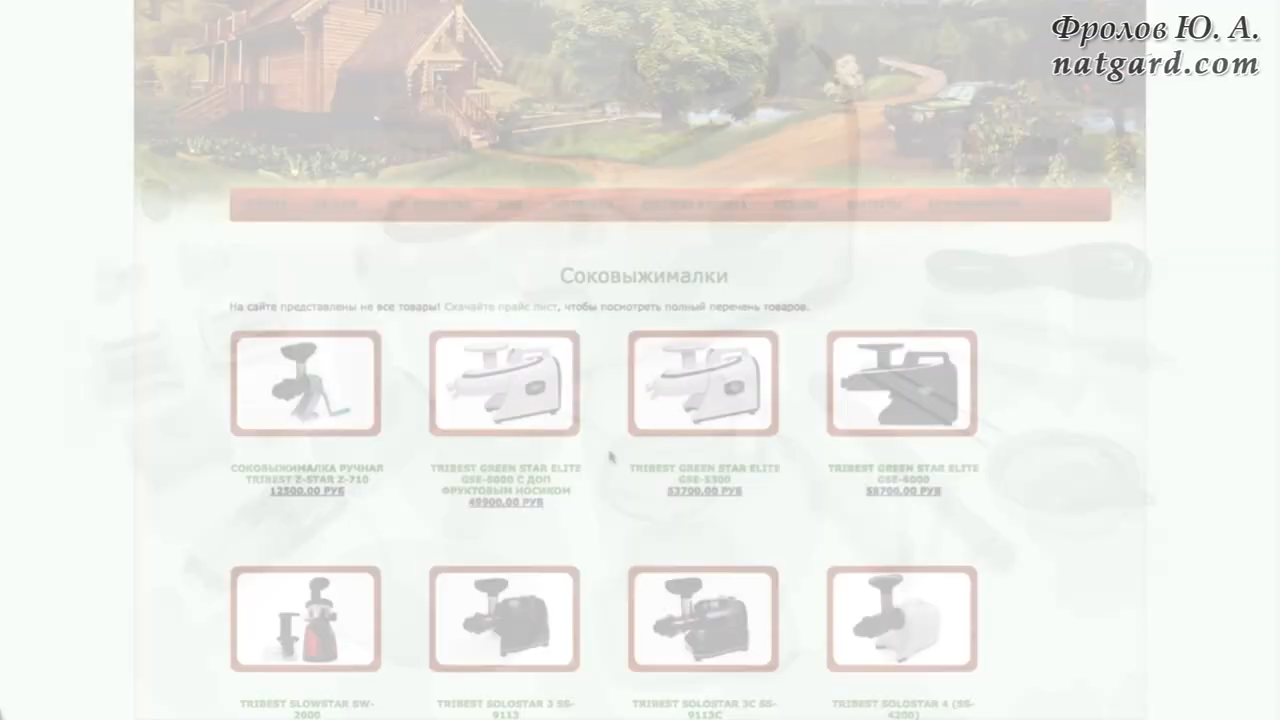 Фролов Ю. А.
natgard.com
Соковыжималки
На сайте представлены не все товары! Скачайте прайс лист, чтобы посмотреть полный перечень товаров.
СОКОВЫЖИМАЛКА РУЧНАЯ
TRIBEST Z-STAR Z-710
12500.00 РУБ
TRIBEST GREEN STAR ELITE
GSE-5000 С ДОП
ФРУКТОВЫМ НОСИКОМ
49900.00 РУБ
TRIBEST GREEN STAR ELITE
GSE-5300
53700.00 РУБ
TRIBEST GREEN STAR ELITE
58700.00 РУБ
TRIBEST SLOWSTAR SW-
2000
TRIBEST SOLOSTAR 3 SS-
9113
TRIBEST SOLOSTAR 3C SS-
9113C
TRIBEST SOLOSTAR 4 (SS-
4200)